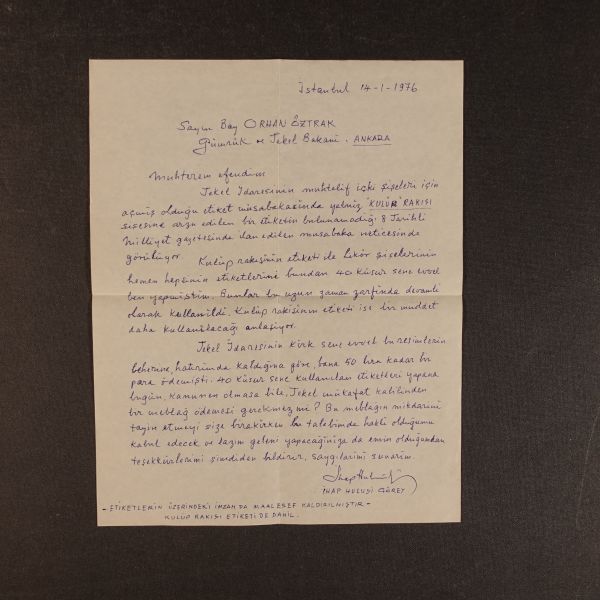 İstanbul 14-1-1976
Sayın Bay ORHAN ÖZTRAK
Gümrük ve Tekel Bakanı. ANKARA
Muhterem efendim
Tekel İdaresinin muhtelif içki şişeleri için
açmış olduğu etiket müsabakasında yalnız "KULÜP RAKISI
şişesine arzu edilen bir etiketin bulunamadığı 8 Tarihli
Milliyet gazetesinde ilan edilen müsabaka neticesinde
görülüyor. Kulüp rakısının etiketi ile likör şişelerinin
hemen hepsinin etiketlerini bundan 40 küsur sene evvel
ben yapmıştım. Bunlar bu uzun zaman zarfında devamlı
olarak kullanıldı. Kulüp rakısının etiketi ise bir müddet
daha kullanılacağı anlaşıyor.
Tekel İdaresinin kırk sene evvel bu resimlerin
beherine, hatırımda kaldığına göre, bana 50 lira kadar bir
para ödemişti. 40 küsur sene kullanılan etiketleri yapana
bugün, kanunen olmasa bile, Tekel mükafat kabilinden
bir meblağ ödemesi gerekmez mi? Bu meblağın mikdarını
tayin etmeyi size bırakırken bu talebimde haklı olduğumu
kabul edecek ve lazım geleni yapacağınıza da emin olduğumdan
teşekkürlerimi şimdiden bildirir, saygılarımı sunarım.
İhap Hulusi
İHAP HULUSİ GÖREY
- ETİKETLERİN ÜZERİNDEKİ İMZAM DA MAALESEF KALDIRILMIŞTIR -
KULÜP RAKISI ETİKETİ DE DAHİL.